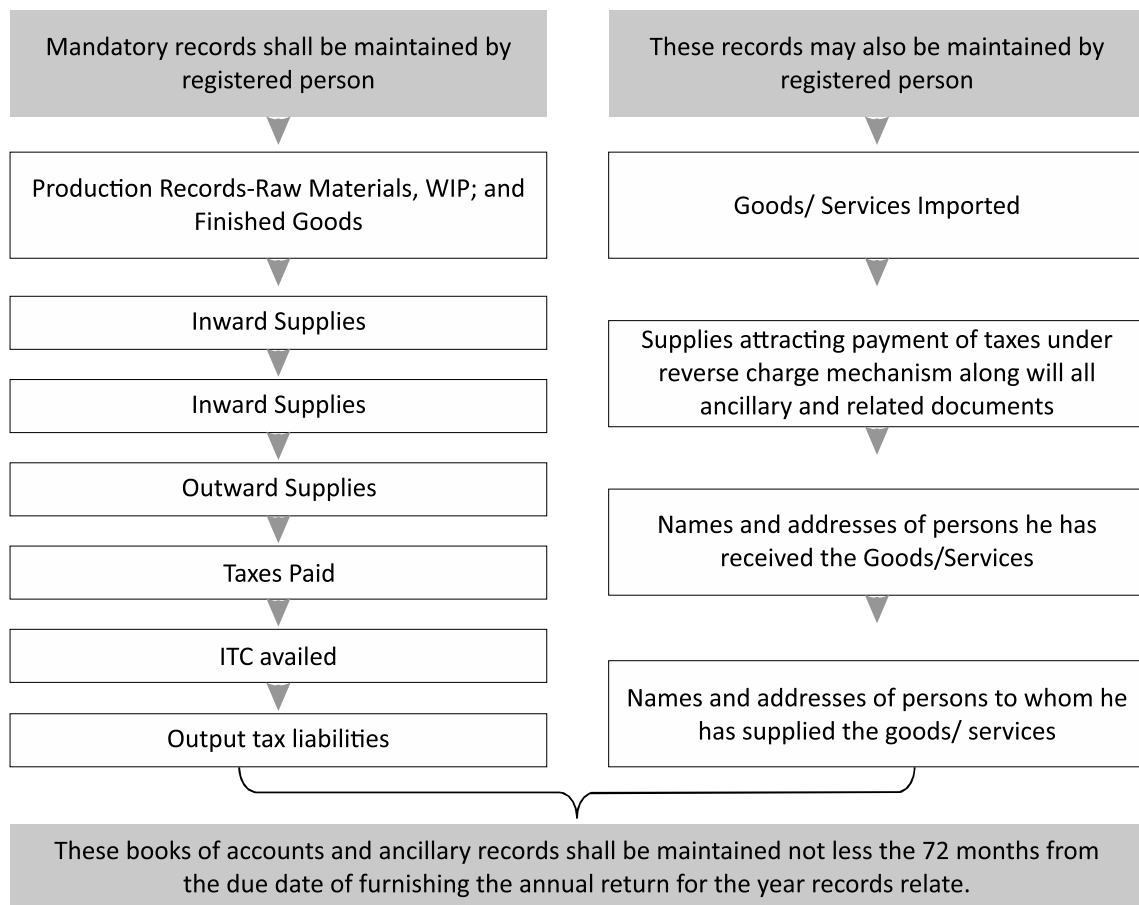 Mandatory records shall be maintained by
registered person
Production Records-Raw Materials, WIP; and
Finished Goods
Inward Supplies
Inward Supplies
Outward Supplies
Taxes Paid
ITC availed
Output tax liabilities
These records may also be maintained by
registered person
Goods/ Services Imported
Supplies attracting payment of taxes under
reverse charge mechanism along will all
ancillary and related documents
Names and addresses of persons he has
received the Goods/Services
Names and addresses of persons to whom he
has supplied the goods/ services
These books of accounts and ancillary records shall be maintained not less the 72 months from
the due date of furnishing the annual return for the year records relate.